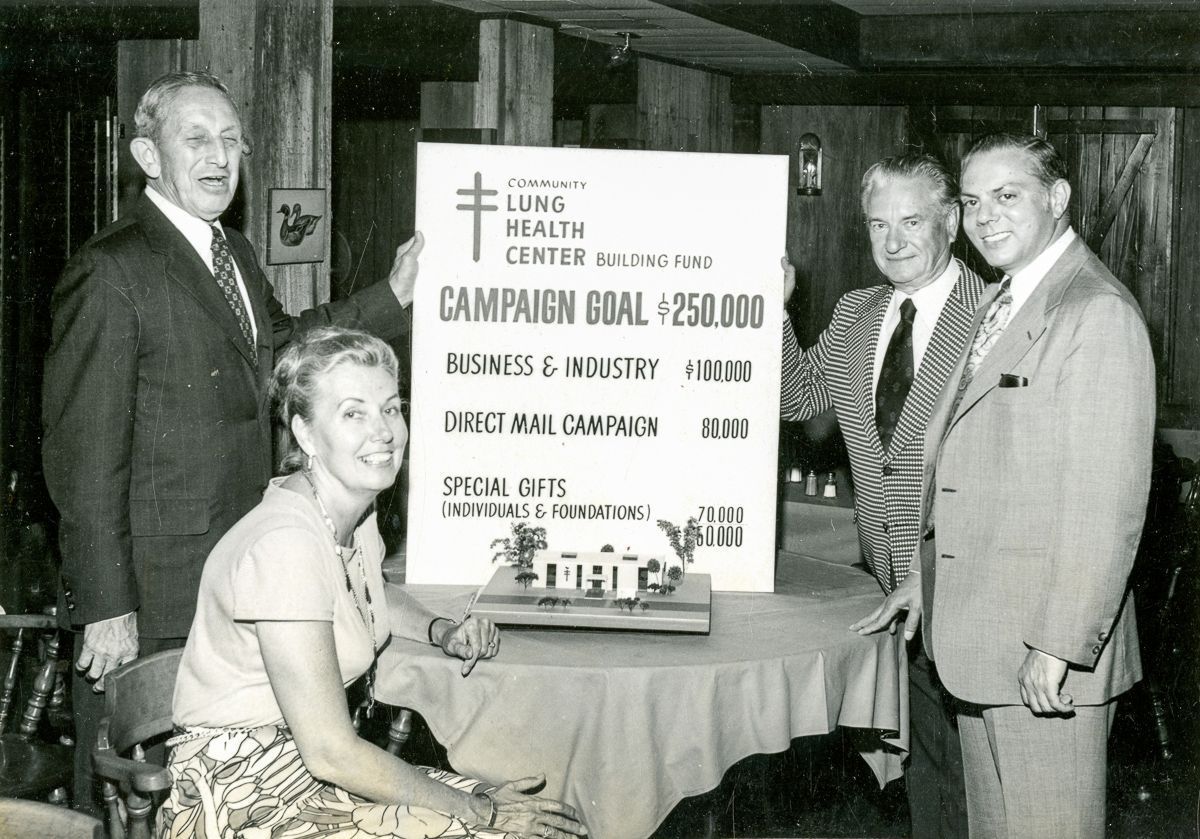 COMMUNITY
LUNG
HEALTH
CENTER BUILDING FUND
CAMPAIGN GOAL $250,000
BUSINESS & INDUSTRY $100,000
DIRECT MAIL CAMPAIGN 80,000
SPECIAL GIFTS
(INDIVIDUALS & FOUNDATIONS) 70,000